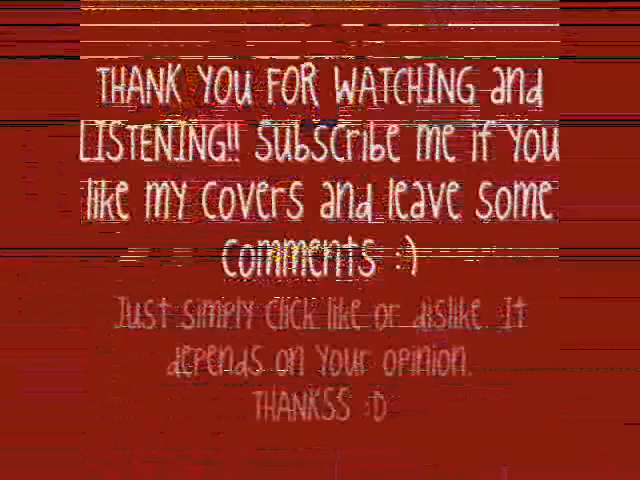 THANK YOU FOR WATCHING and
LISTENING!! Subscribe me if you
like my covers and leave some
comments :)
Just simply click like or dislike. It
depends on your opinion.
THANKSS :D